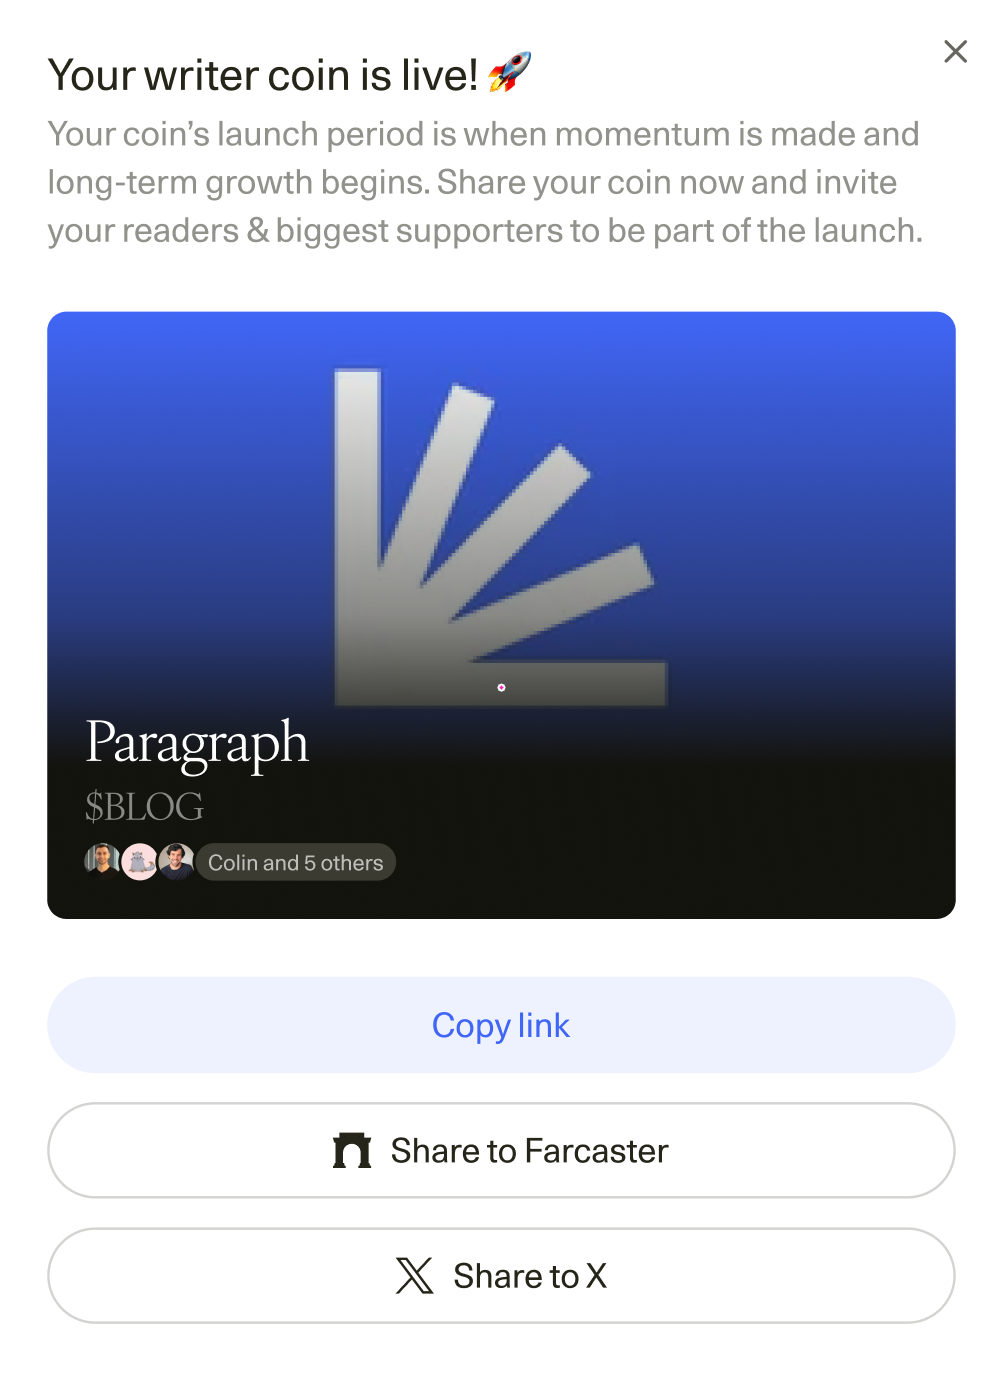 Your writer coin is live! 🚀
Your coin’s launch period is when momentum is made and
long-term growth begins. Share your coin now and invite
your readers & biggest supporters to be part of the launch.
Paragraph
$BLOG
Colin and 5 others
Copy link
Share to Farcaster
Share to X